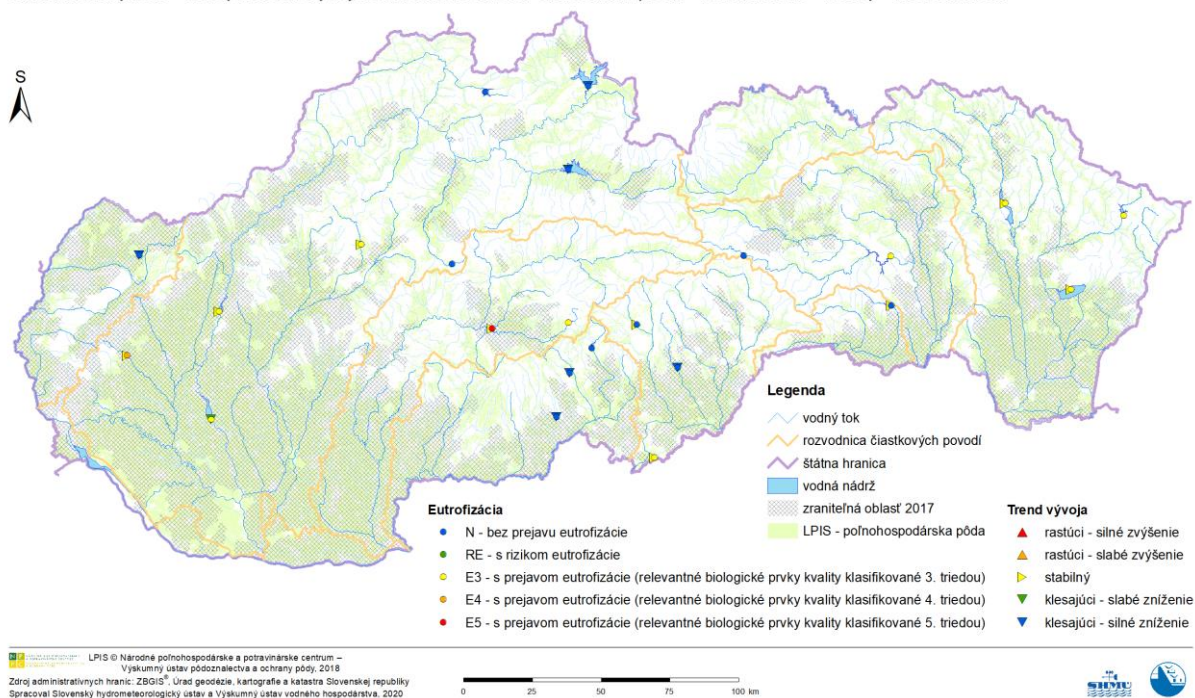 S
Legenda
vodný tok
rozvodnica čiastkových povodí
štátna hranica
vodná nádrž
zraniteľná oblasť 2017
LPIS - poľnohospodárska pôda
Eutrofizácia
N - bez prejavu eutrofizácie
RE - s rizikom eutrofizácie
E3 - s prejavom eutrofizácie (relevantné biologické prvky kvality klasifikované 3. triedou)
E4 - s prejavom eutrofizácie (relevantné biologické prvky kvality klasifikované 4. triedou)
E5 - s prejavom eutrofizácie (relevantné biologické prvky kvality klasifikované 5. triedou)
Trend vývoja
rastúci - silné zvýšenie
rastúci - slabé zvýšenie
stabilný
klesajúci - slabé zníženie
klesajúci - silné zníženie
LPIS © Národné poľnohospodárske a potravinárske centrum –
Výskumný ústav pôdoznalectva a ochrany pôdy, 2018
Zdroj administratívnych hraníc: ZBGIS®, Úrad geodézie, kartografie a katastra Slovenskej republiky
Spracoval Slovenský hydrometeorologický ústav a Výskumný ústav vodného hospodárstva, 2020
0 25 50 75 100 km
SHMÚ